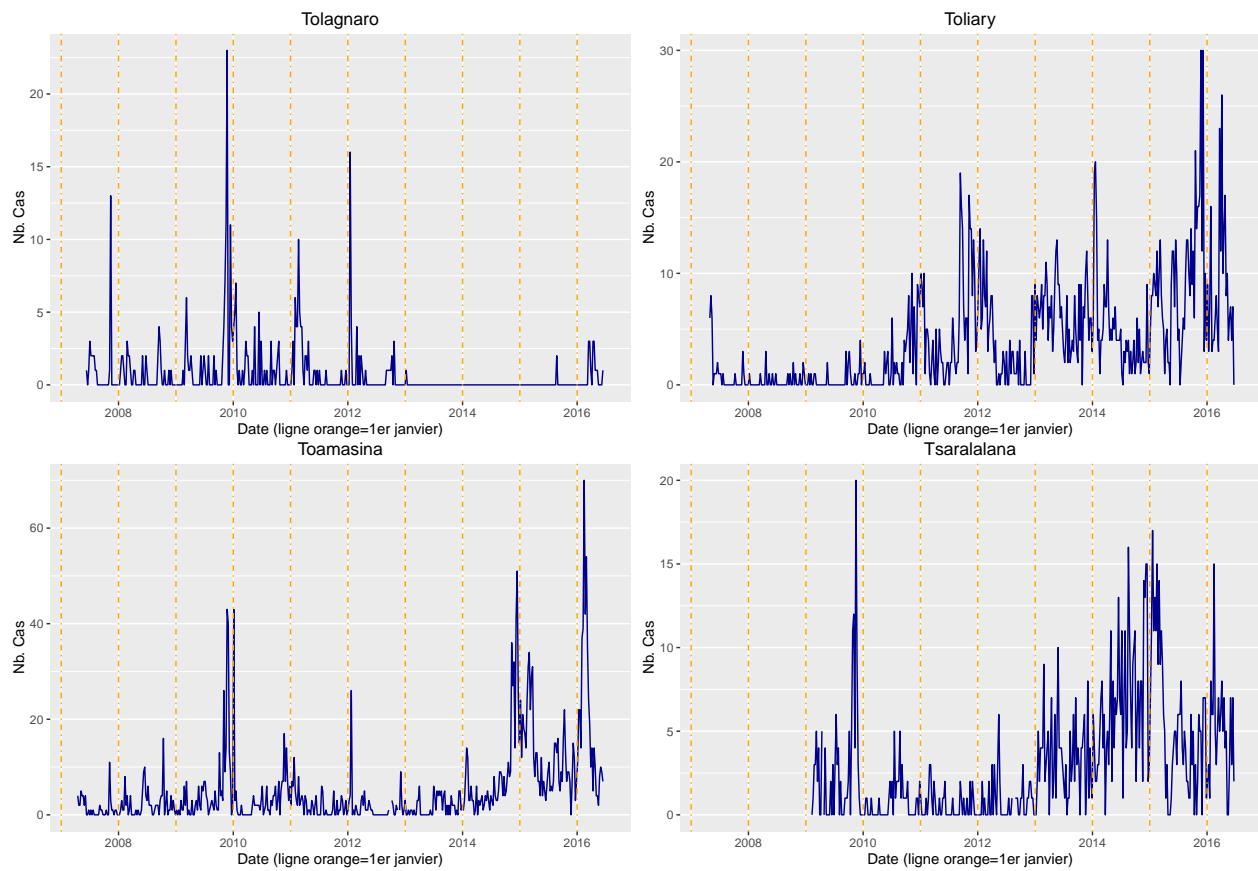 Tolagnaro
Nb. Cas
20
15
10
5
0
2008 2010 2012 2014 2016
Date (ligne orange=1er janvier)
Toliary
Nb. Cas
30
20
10
0
2008 2010 2012 2014 2016
Date (ligne orange=1er janvier)
Toamasina
Nb. Cas
60
40
20
0
2008 2010 2012 2014 2016
Date (ligne orange=1er janvier)
Tsaralalana
Nb. Cas
20
15
10
5
0
2008 2010 2012 2014 2016
Date (ligne orange=1er janvier)